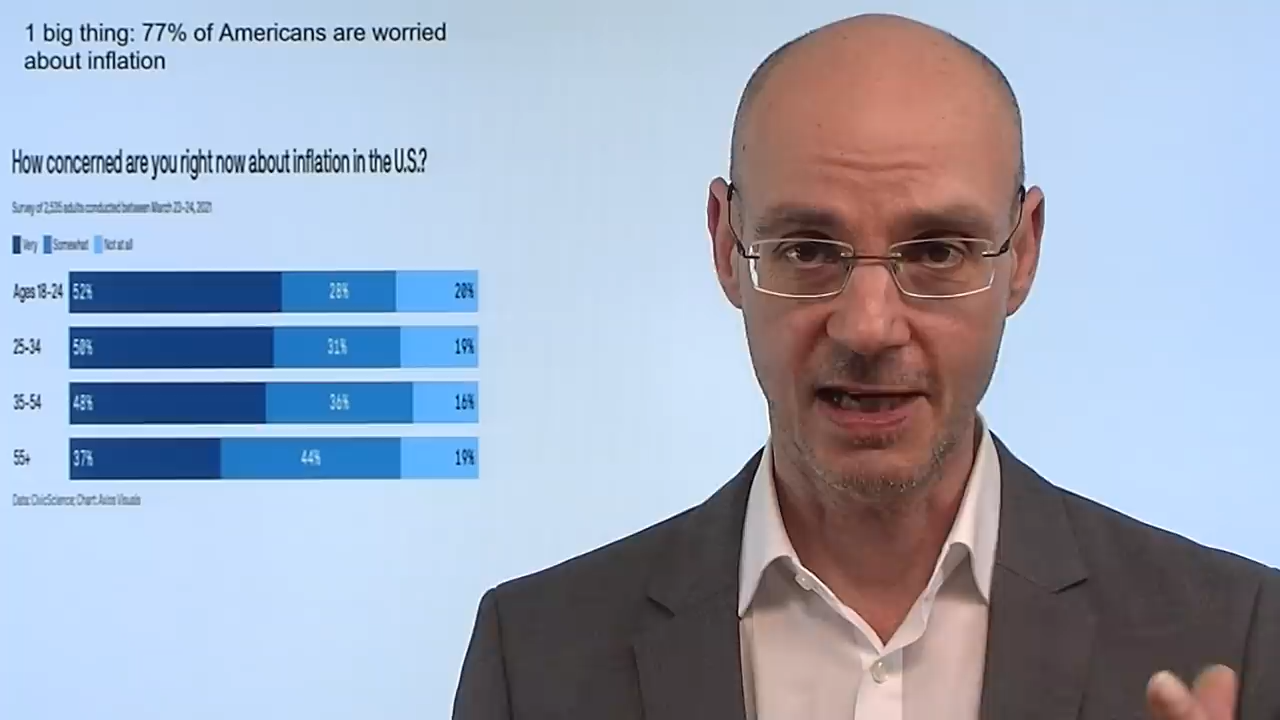 1 big thing: 77% of Americans are worried
about inflation
How concerned are you right now about inflation in the U.S.?
Survey of 2,535 adults conducted between March 23-24, 2021
Very Somewhat Not at all
Ages 18-24 52% 28% 20%
25-34 50% 31% 19%
35-54 48% 36% 16%
55+ 37% 44% 19%
Data: CivicScience; Chart: Axios Visuals